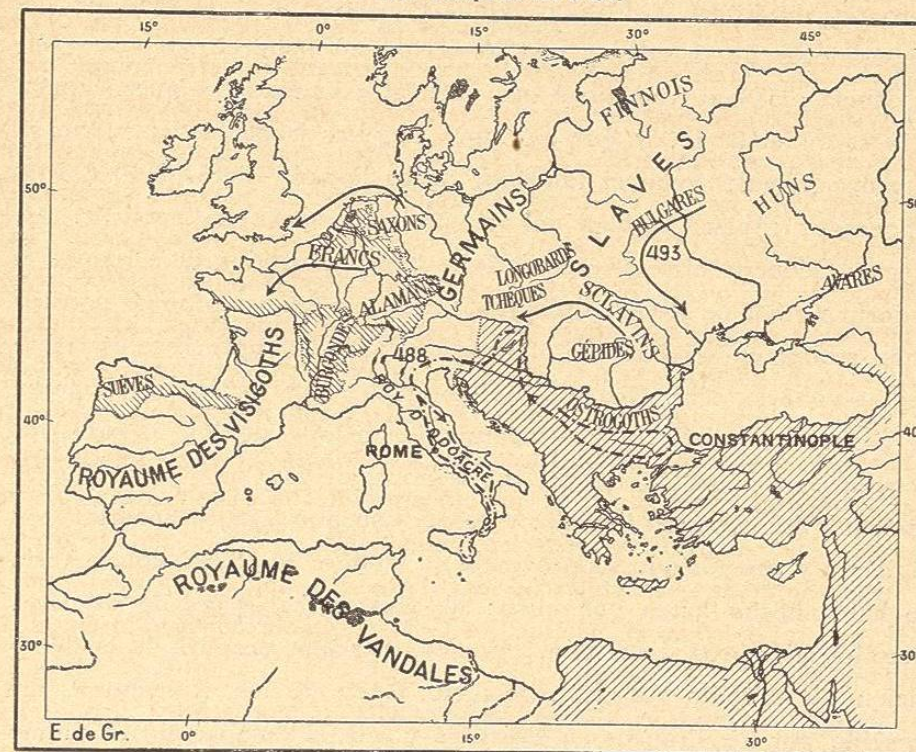 15° 0° 15° 30° 45°
FINNOIS
SLAVES
HUNS
50°
BULGARES
493
SAXONS
GERMAINS
FRANCS
LONGOBARDS
TCHEQUES
SCLAVINS
AVARES
ALAMANS
GÉPIDES
BURGONDES
488
SUÈVES
OSTROGOTHS
40°
CONSTANTINOPLE
40
ROYAUME DES VISIGOTHS
ROME
ROY. D'ODOACRE
ROYAUME DES VANDALES
30°
30°
E. de Gr.
0° 15° 30°